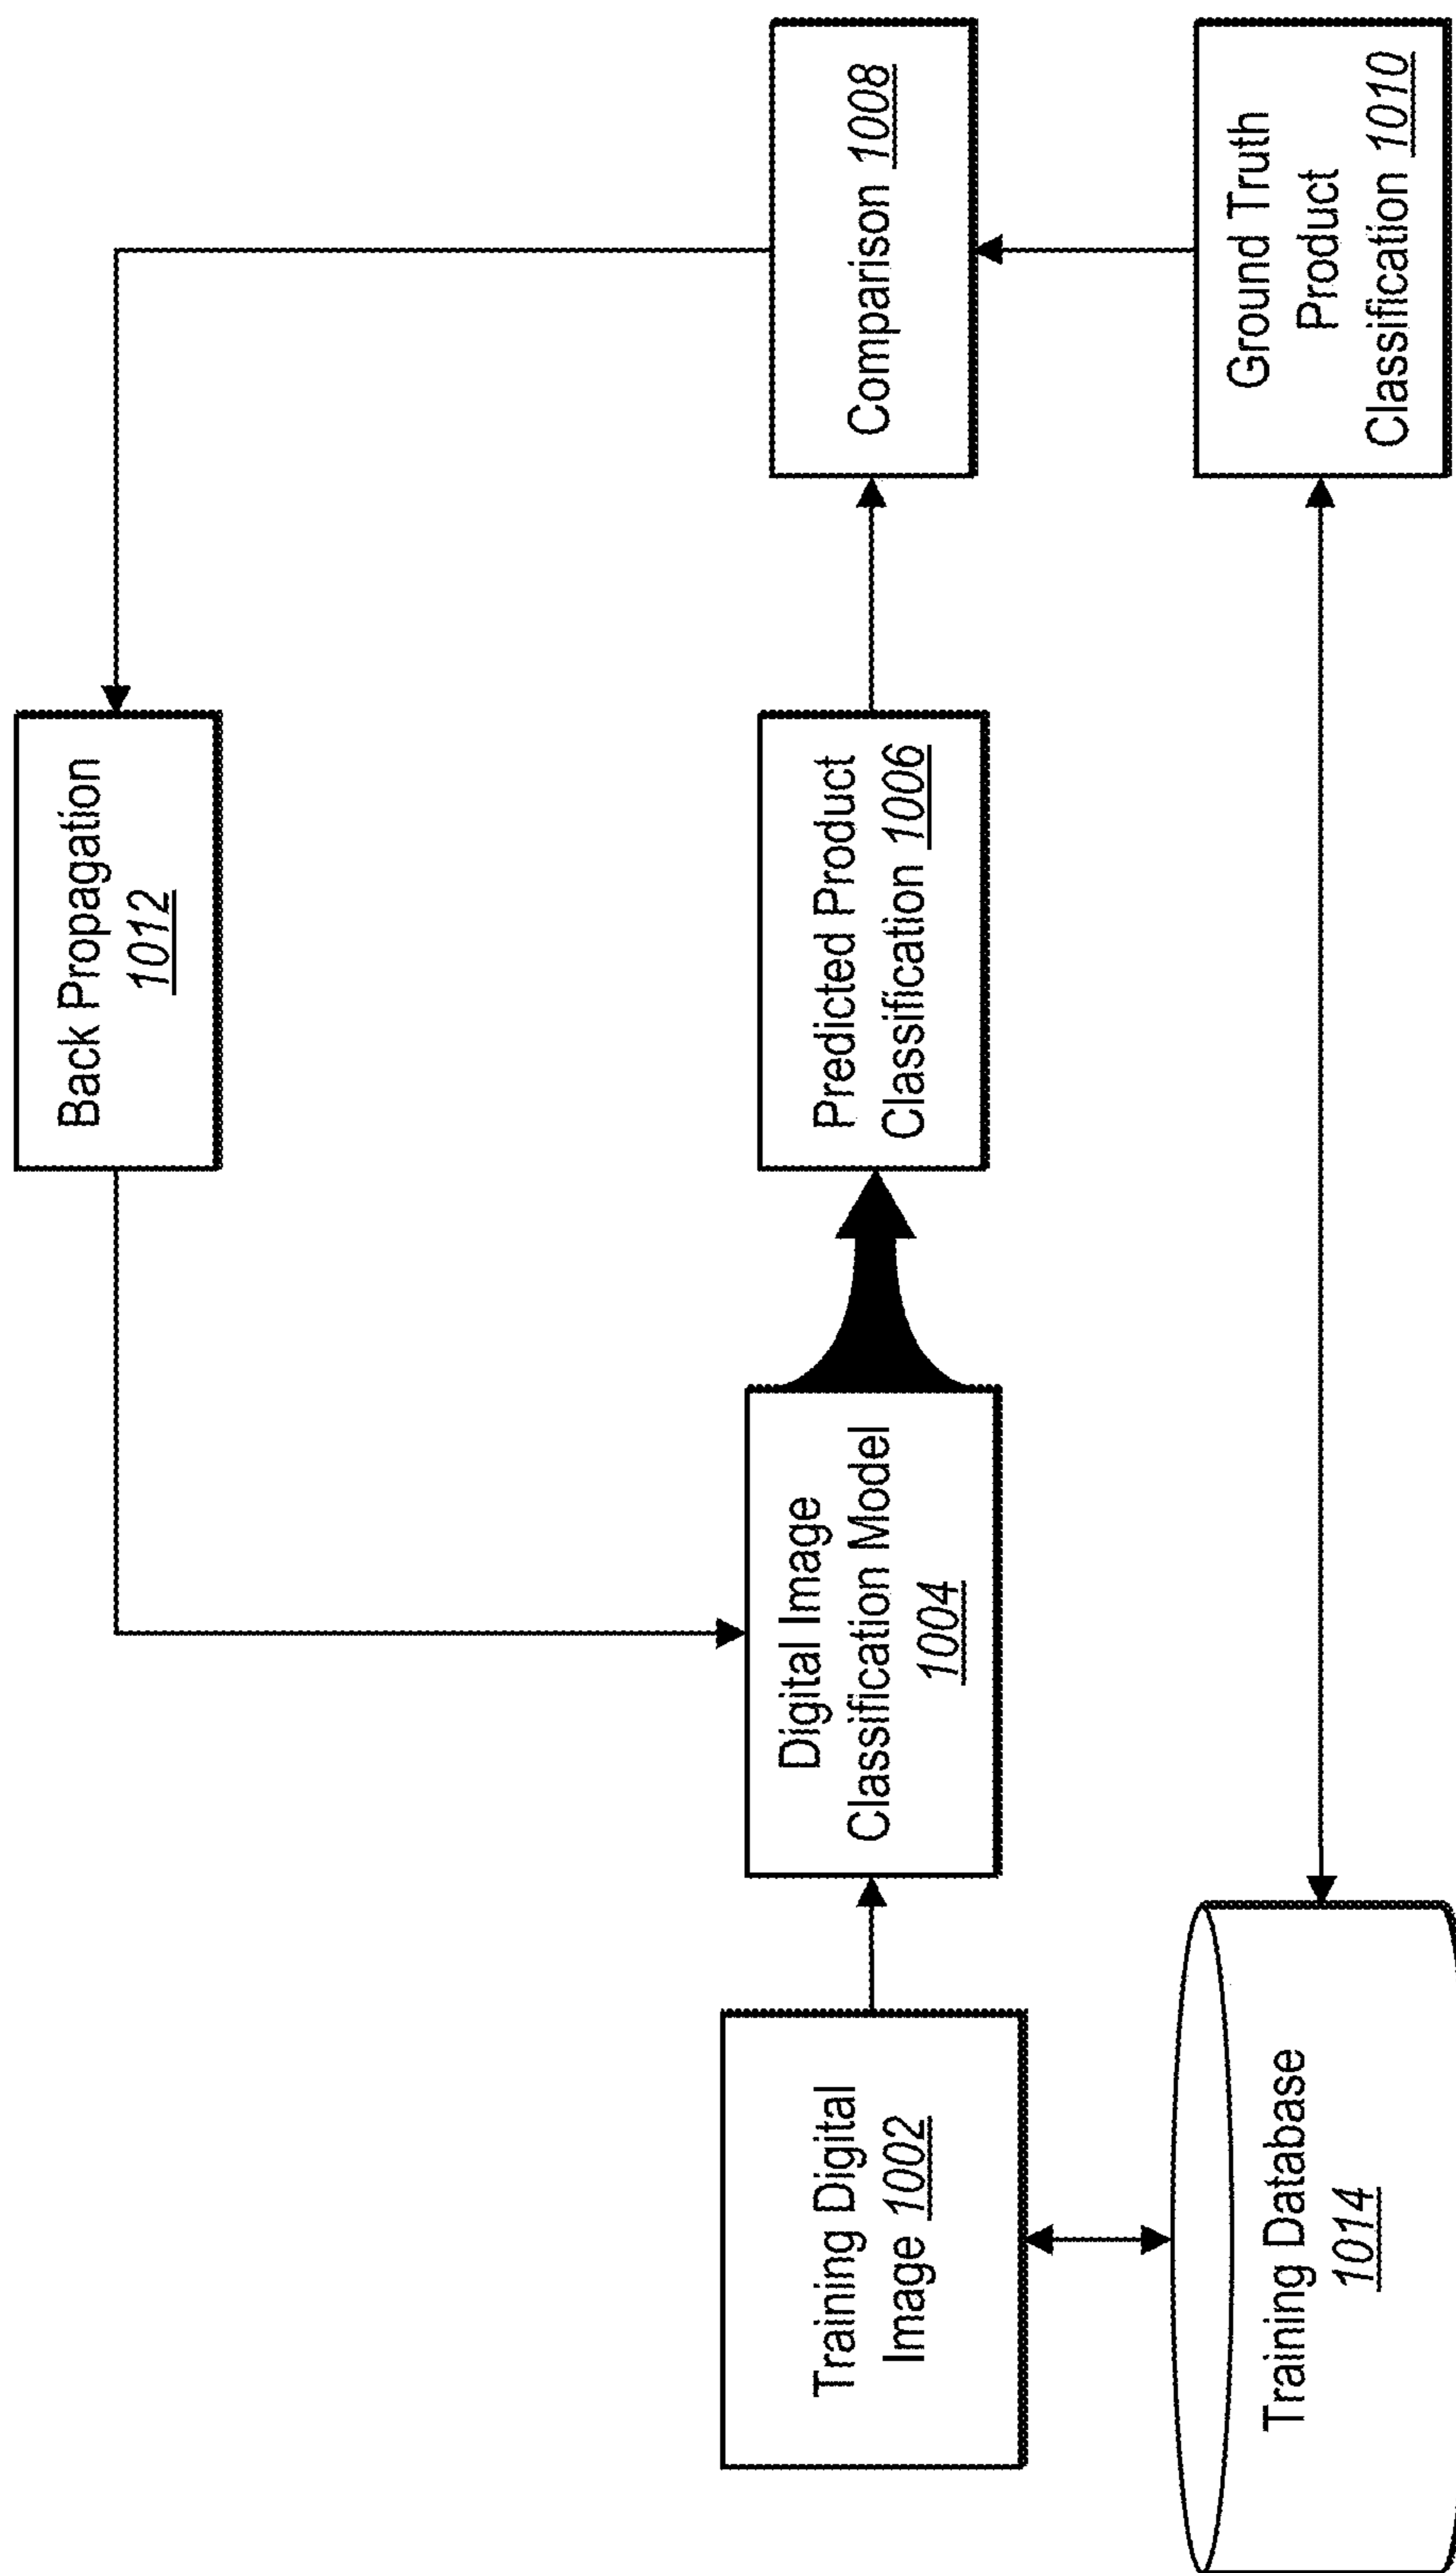 Back Propagation
1012
Training Digital
Image 1002
Digital Image
Classification Model
1004
Predicted Product
Classification 1006
Comparison 1008
Training Database
1014
Ground Truth
Product
Classification 1010